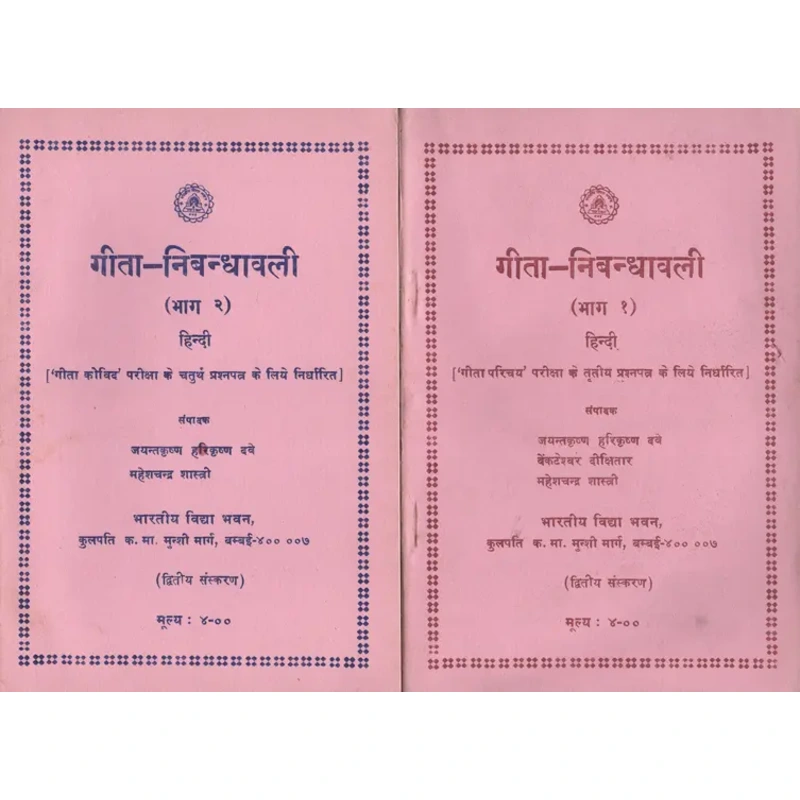 गीता–निबन्धावली
(भाग २)
हिन्दी
['गीता कोविद' परीक्षा के चतुर्थ प्रश्नपत्र के लिये निर्धारित]
संपादक
जयन्तकृष्ण हरिकृष्ण दवे
महेशचन्द्र शास्त्री
भारतीय विद्या भवन,
कुलपति क. मा. मुन्शी मार्ग, बम्बई-४०० ००७
(द्वितीय संस्करण)
मूल्य : ४-००
गीता–निबन्धावली
(भाग १)
हिन्दी
['गीता परिचय' परीक्षा के तृतीय प्रश्नपत्र के लिये निर्धारित]
संपादक
जयन्तकृष्ण हरिकृष्ण दवे
वेंकटेश्वर दीक्षितार
महेशचन्द्र शास्त्री
भारतीय विद्या भवन,
कुलपति क. मा. मुन्शी मार्ग, बम्बई-४०० ००७
(द्वितीय संस्करण)
मूल्य : ४-००